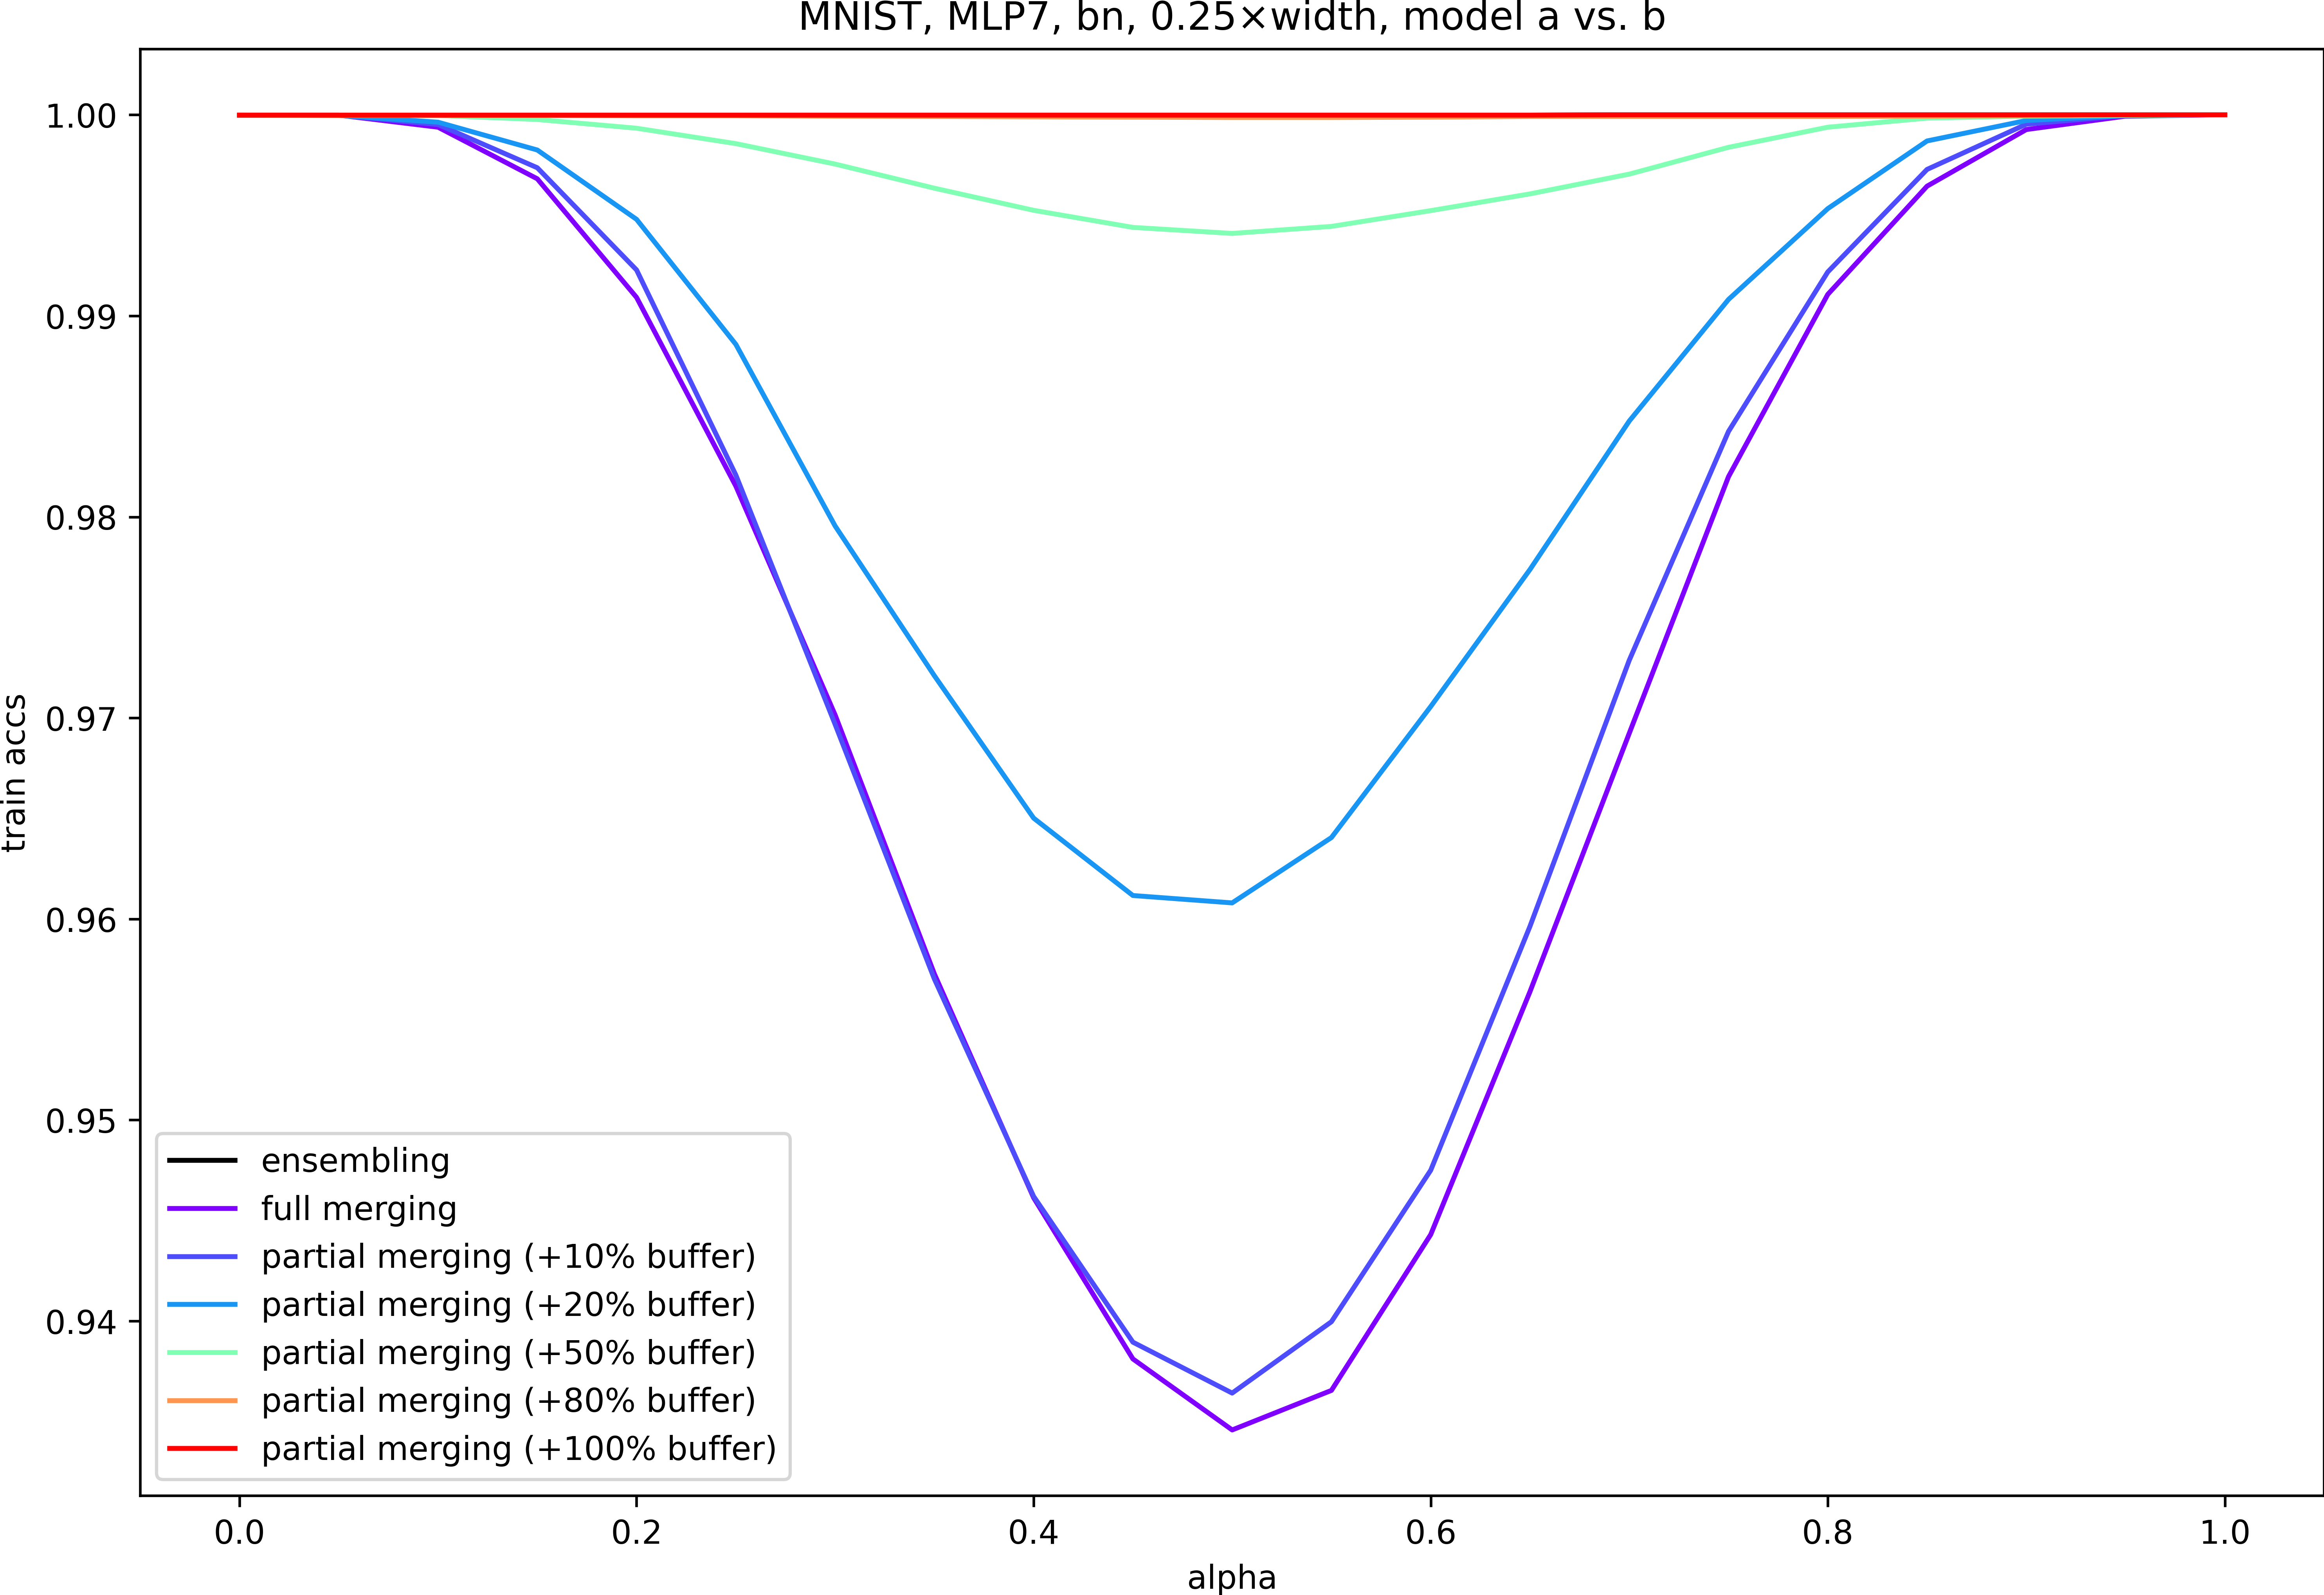 MNIST, MLP7, bn, 0.25×width, model a vs. b
train accs
1.00
0.99
0.98
0.97
0.96
0.95
0.94
ensembling
full merging
partial merging (+10% buffer)
partial merging (+20% buffer)
partial merging (+50% buffer)
partial merging (+80% buffer)
partial merging (+100% buffer)
0.0 0.2 0.4 0.6 0.8 1.0
alpha